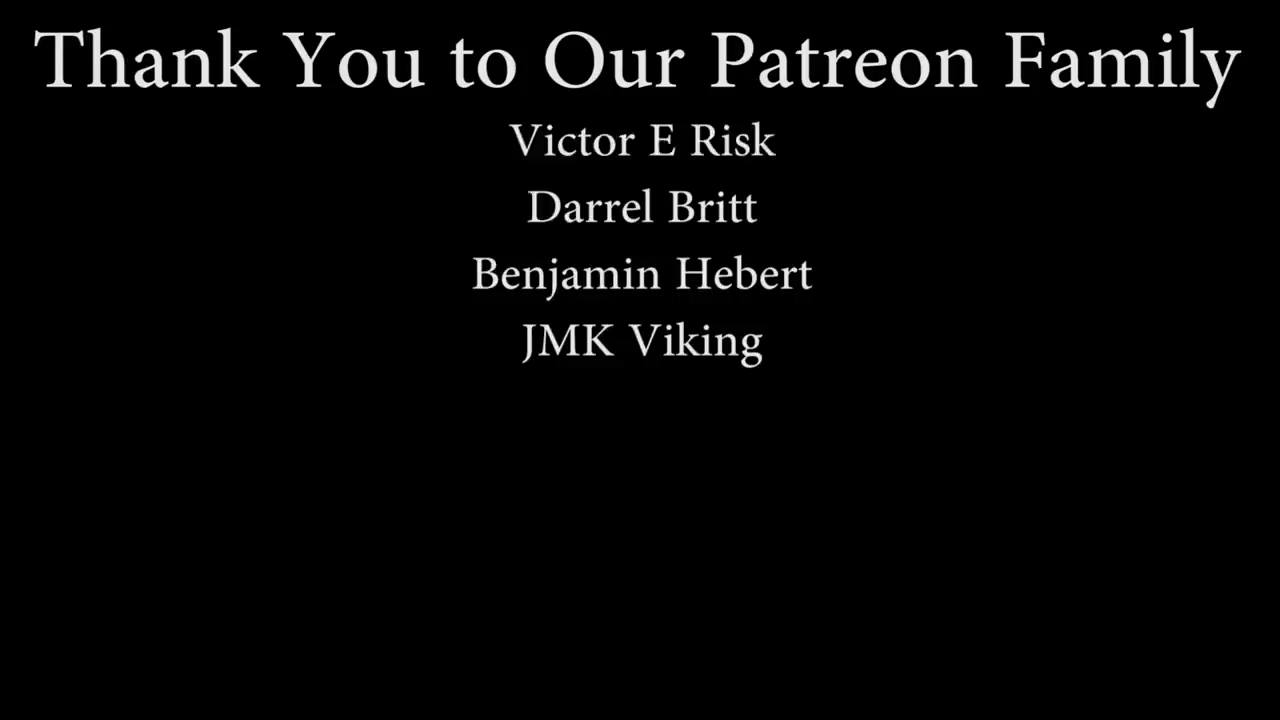 Thank You to Our Patreon Family
Victor E Risk
Darrel Britt
Benjamin Hebert
JMK Viking